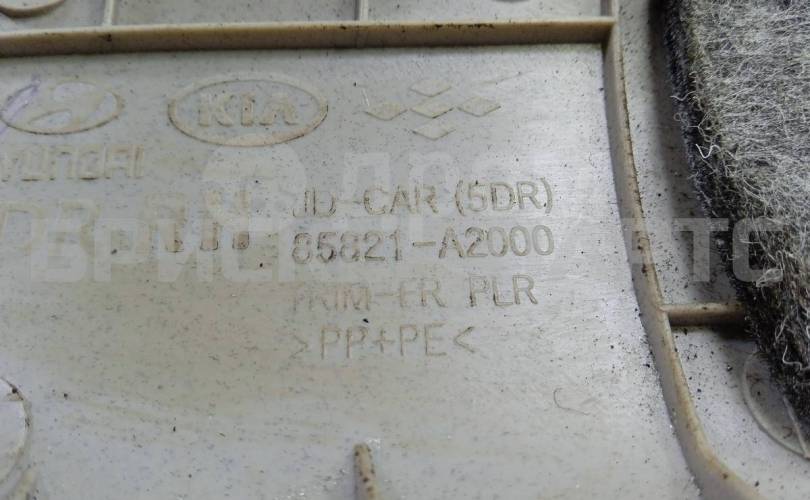 KIA
HYUNDAI
JD-CAR (5DR)
85821-A2000
TRIM-FR PLR
>PP+PE<